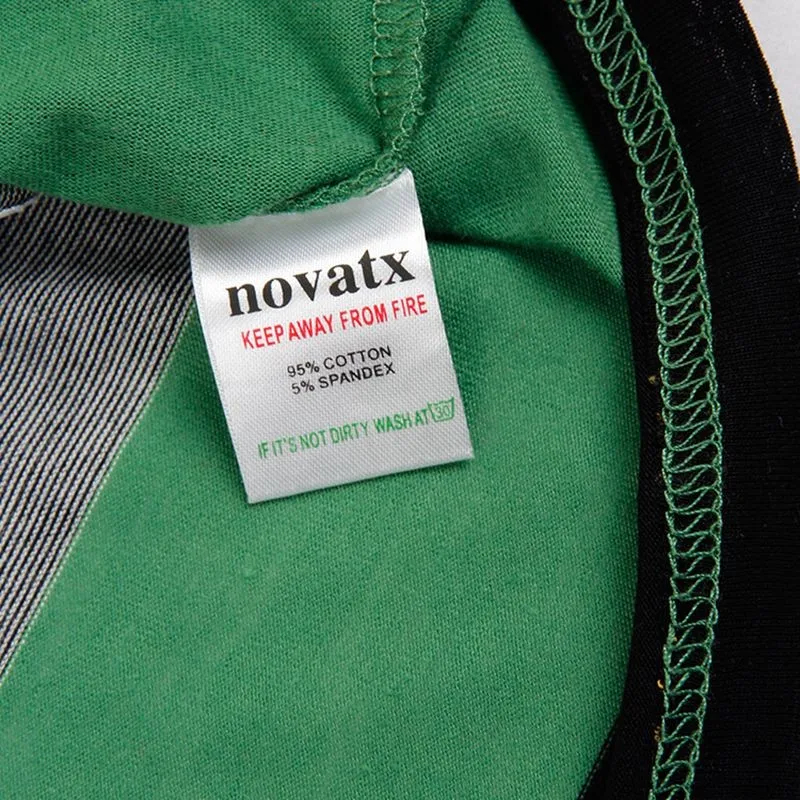 novatx
KEEP AWAY FROM FIRE
95% COTTON
5% SPANDEX
IF IT'S NOT DIRTY WASH AT 30